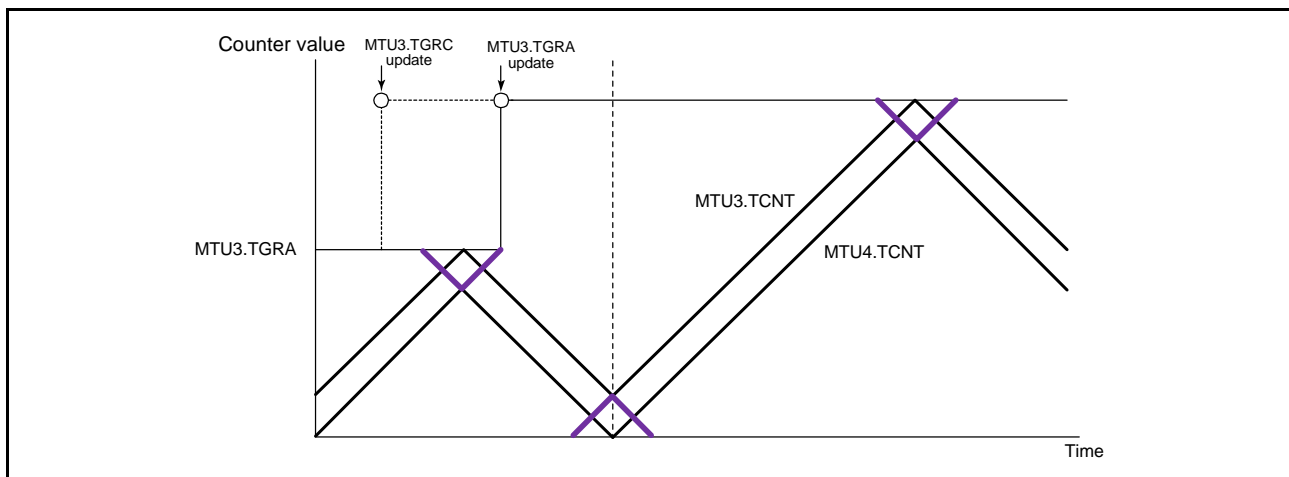 Counter value
MTU3.TGRC
update
MTU3.TGRA
update
MTU3.TCNT
MTU3.TGRA
MTU4.TCNT
Time